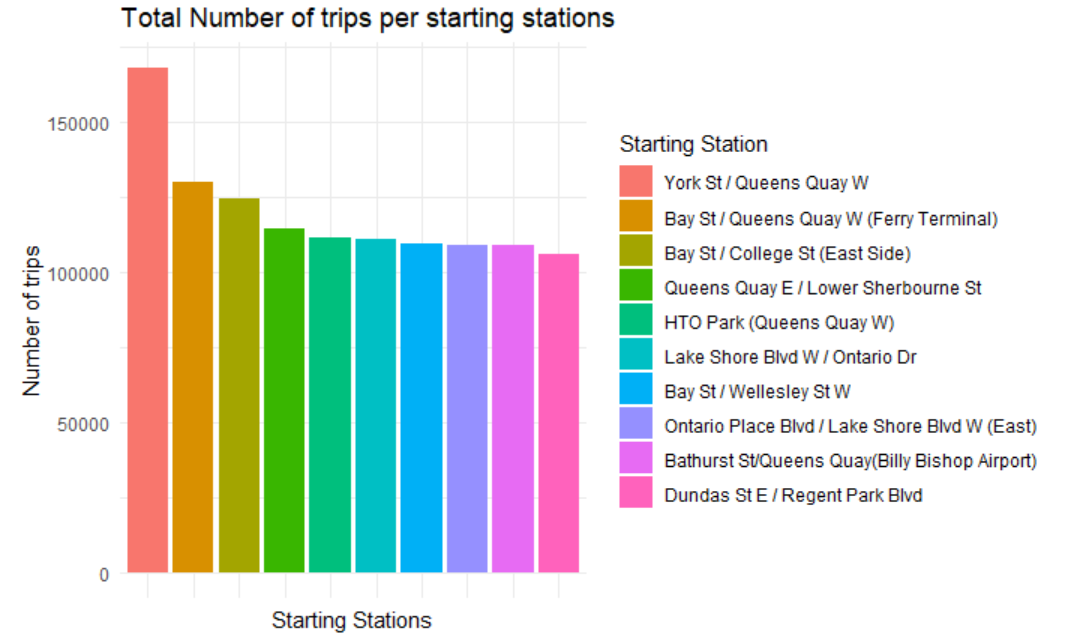 Total Number of trips per starting stations
Number of trips
150000
100000
50000
0
Starting Stations
Starting Station
York St / Queens Quay W
Bay St / Queens Quay W (Ferry Terminal)
Bay St / College St (East Side)
Queens Quay E / Lower Sherbourne St
HTO Park (Queens Quay W)
Lake Shore Blvd W / Ontario Dr
Bay St / Wellesley St W
Ontario Place Blvd / Lake Shore Blvd W (East)
Bathurst St/Queens Quay(Billy Bishop Airport)
Dundas St E / Regent Park Blvd